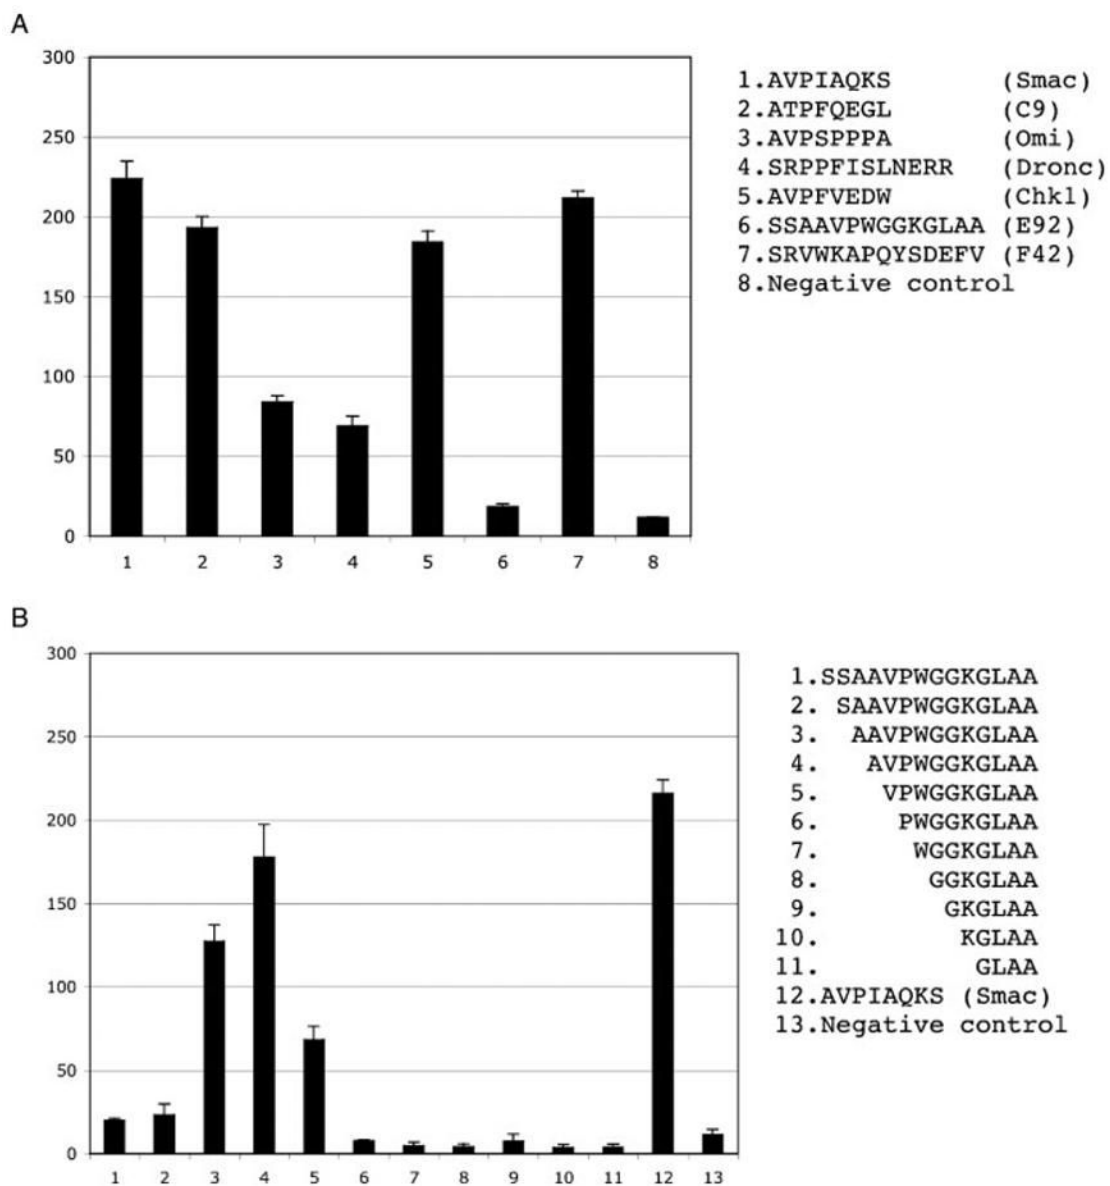 A
300
250
200
150
100
50
0
1 2 3 4 5 6 7 8
1.AVPIAQKS (Smac)
2.ATPFQEGL (C9)
3.AVPSPPPA (Omi)
4.SRPPFISLNERR (Dronc)
5.AVPFVEDW (Chk1)
6.SSAAVPWGGKGLAA (E92)
7.SRVWKAPQYSDEFV (F42)
8.Negative control
B
300
250
200
150
100
50
0
1 2 3 4 5 6 7 8 9 10 11 12 13
1.SSAAVPWGGKGLAA
2. SAAVPWGGKGLAA
3. AAVPWGGKGLAA
4. AVPWGGKGLAA
5. VPWGGKGLAA
6. PWGGKGLAA
7. WGGKGLAA
8. GGKGLAA
9. GKGLAA
10. KGLAA
11. GLAA
12.AVPIAQKS (Smac)
13.Negative control